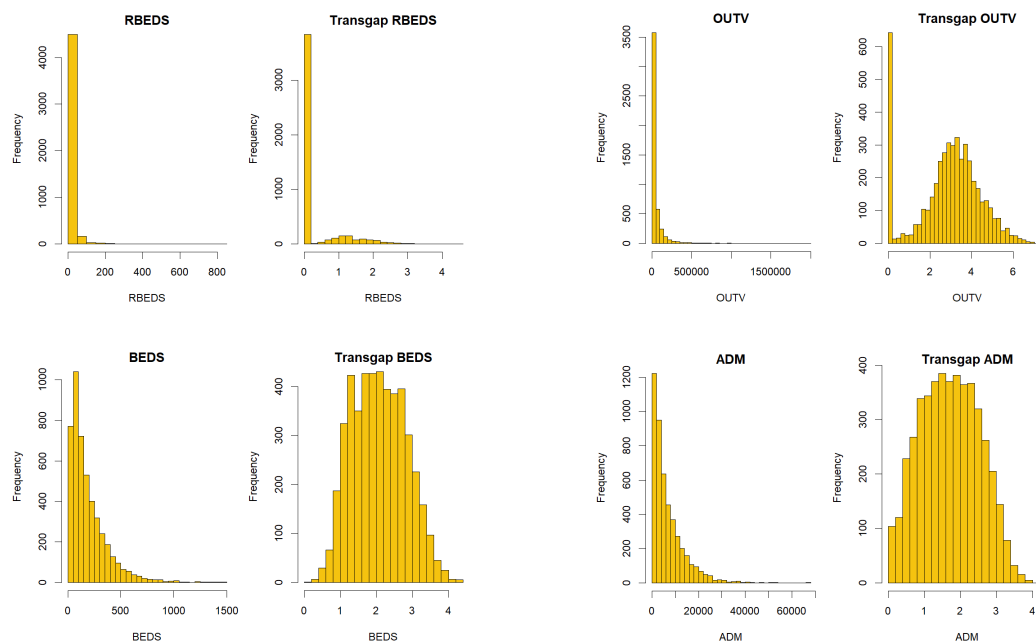 RBEDS
Frequency
0 1000 2000 3000 4000
0 200 400 600 800
RBEDS
Transgap RBEDS
Frequency
0 1000 2000 3000
0 1 2 3 4
RBEDS
OUTV
Frequency
0 500 1500 2500 3500
0 500000 1500000
OUTV
Transgap OUTV
Frequency
0 100 200 300 400 500 600
0 2 4 6
OUTV
BEDS
Frequency
0 200 400 600 800 1000
0 500 1000 1500
BEDS
Transgap BEDS
Frequency
0 100 200 300 400
0 1 2 3 4
BEDS
ADM
Frequency
0 200 400 600 800 1000 1200
0 20000 40000 60000
ADM
Transgap ADM
Frequency
0 100 200 300 400
0 1 2 3 4
ADM